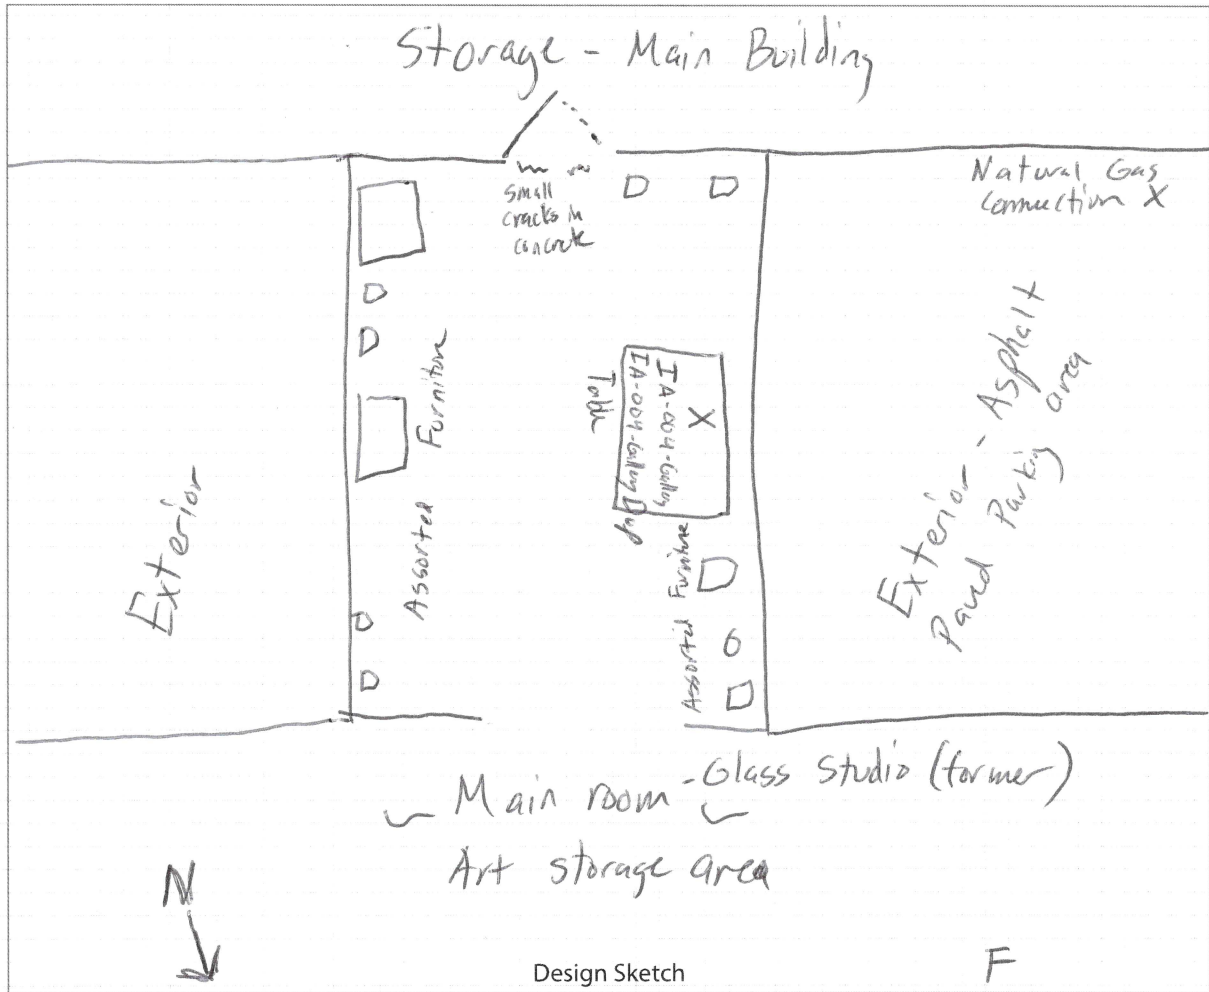 Storage - Main Building
small
cracks in
concrete
Natural Gas
Connection X
Furniture
Assorted
Table
IA-004-Gallery
IA-004-Gallery Dup
X
Furniture
Assorted
Exterior
Exterior - Asphalt
Paved Parking area
Main room - Glass Studio (former)
Art storage area
N
Design Sketch
F